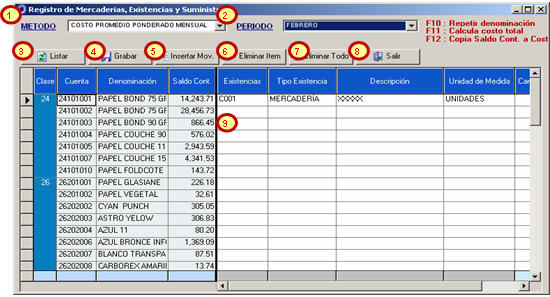 Registro de Mercaderias, Existencias y Suministros
1
METODO
COSTO PROMEDIO PONDERADO MENSUAL
2
PERIODO
FEBRERO
F10 : Repetir denominación
F11 : Calcula costo total
F12 : Copia Saldo Cont. a Cost
3 Listar
4 Grabar
5 Insertar Mov.
6 Eliminar Item
7 Eliminar Todo
8 Salir
Clase Cuenta Denominación Saldo Cont. Existencias Tipo Existencia Descripción Unidad de Medida Can
24 24101001 PAPEL BOND 75 GR 14,243.71 C001 MERCADERÍA XXXXX UNIDADES
24101002 PAPEL BOND 75 GR 28,456.73
24101003 PAPEL BOND 90 GR 866.45 9
24101004 PAPEL COUCHE 90 576.02
24101005 PAPEL COUCHE 11 2,943.59
24101007 PAPEL COUCHE 15 4,341.53
24101010 PAPEL FOLDCOTE 143.72
26 26201001 PAPEL GLASIANE 226.18
26201002 PAPEL VEGETAL 32.61
26202002 CYAN PUNCH 305.05
26202003 ASTRO YELOW 306.83
26202004 AZUL 11 80.20
26202006 AZUL BRONCE INFO 1,369.09
26202007 BLANCO TRANSPA 87.51
26202008 CARBOREX AMARII 13.74